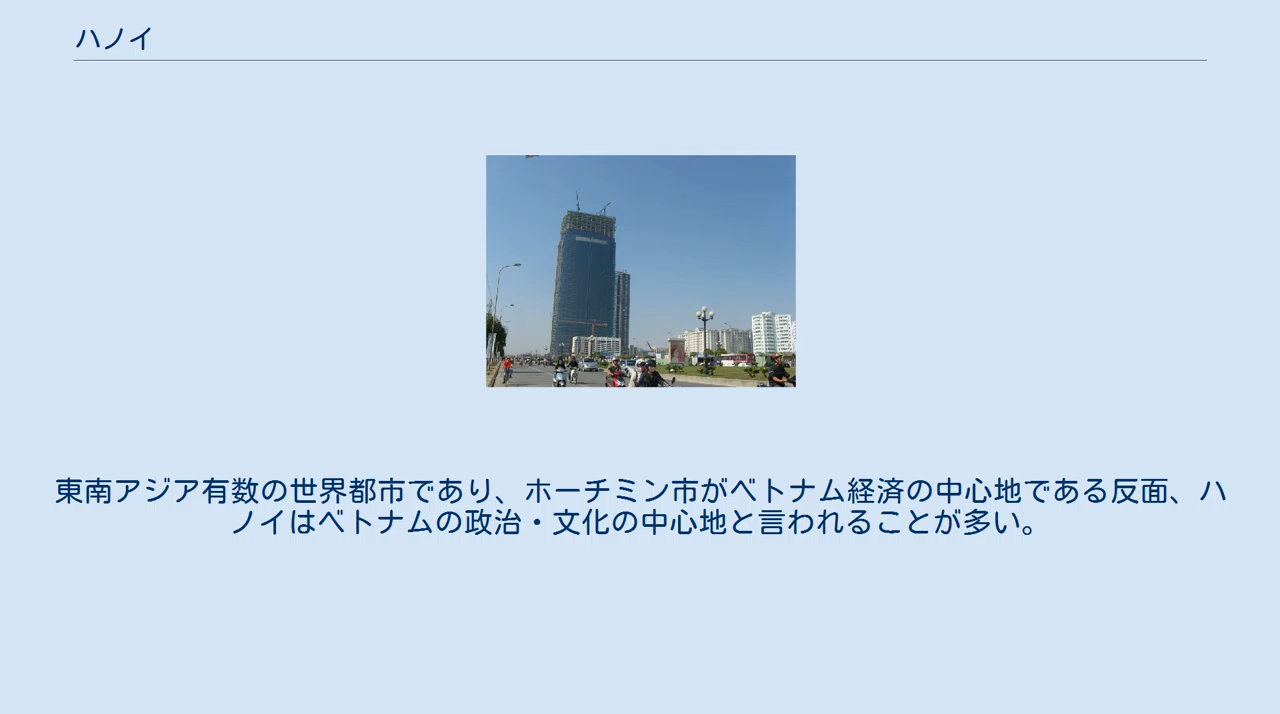 ハノイ
東南アジア有数の世界都市であり、ホーチミン市がベトナム経済の中心地である反面、ハ
ノイはベトナムの政治・文化の中心地と言われることが多い。